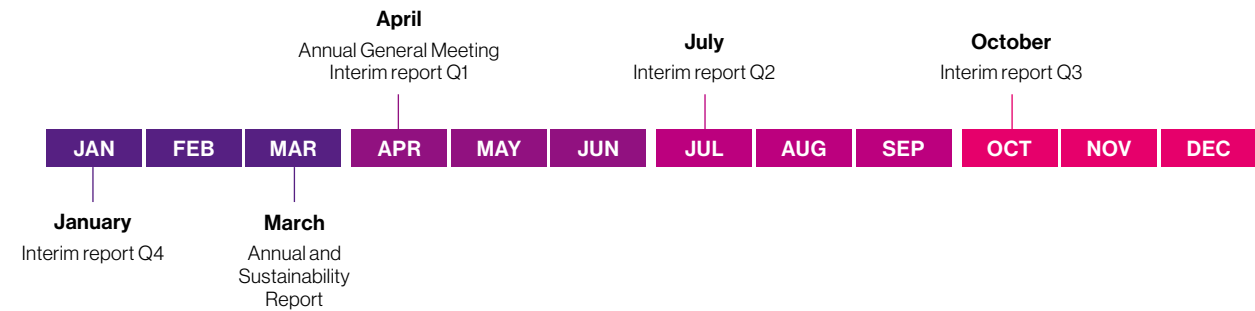 April
Annual General Meeting
Interim report Q1
July
Interim report Q2
October
Interim report Q3
JAN FEB MAR APR MAY JUN JUL AUG SEP OCT NOV DEC
January
Interim report Q4
March
Annual and
Sustainability
Report